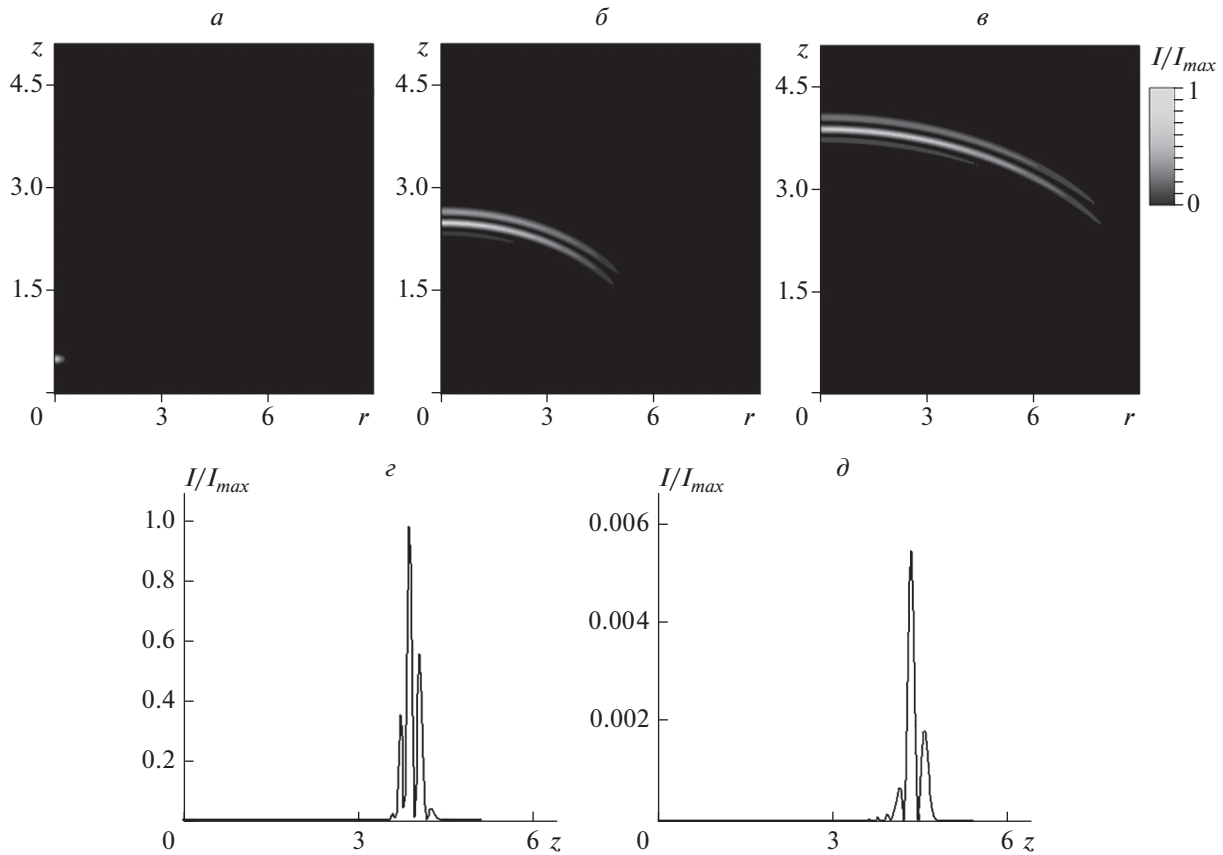 а б в
z z z I/I_max
4.5 4.5 4.5 1
3.0 3.0 3.0 0
1.5 1.5 1.5
0 3 6 r 0 3 6 r 0 3 6 r
г д
I/I_max I/I_max
1.0 0.006
0.8
0.6 0.004
0.4
0.002
0.2
0 3 6 z 0 3 6 z